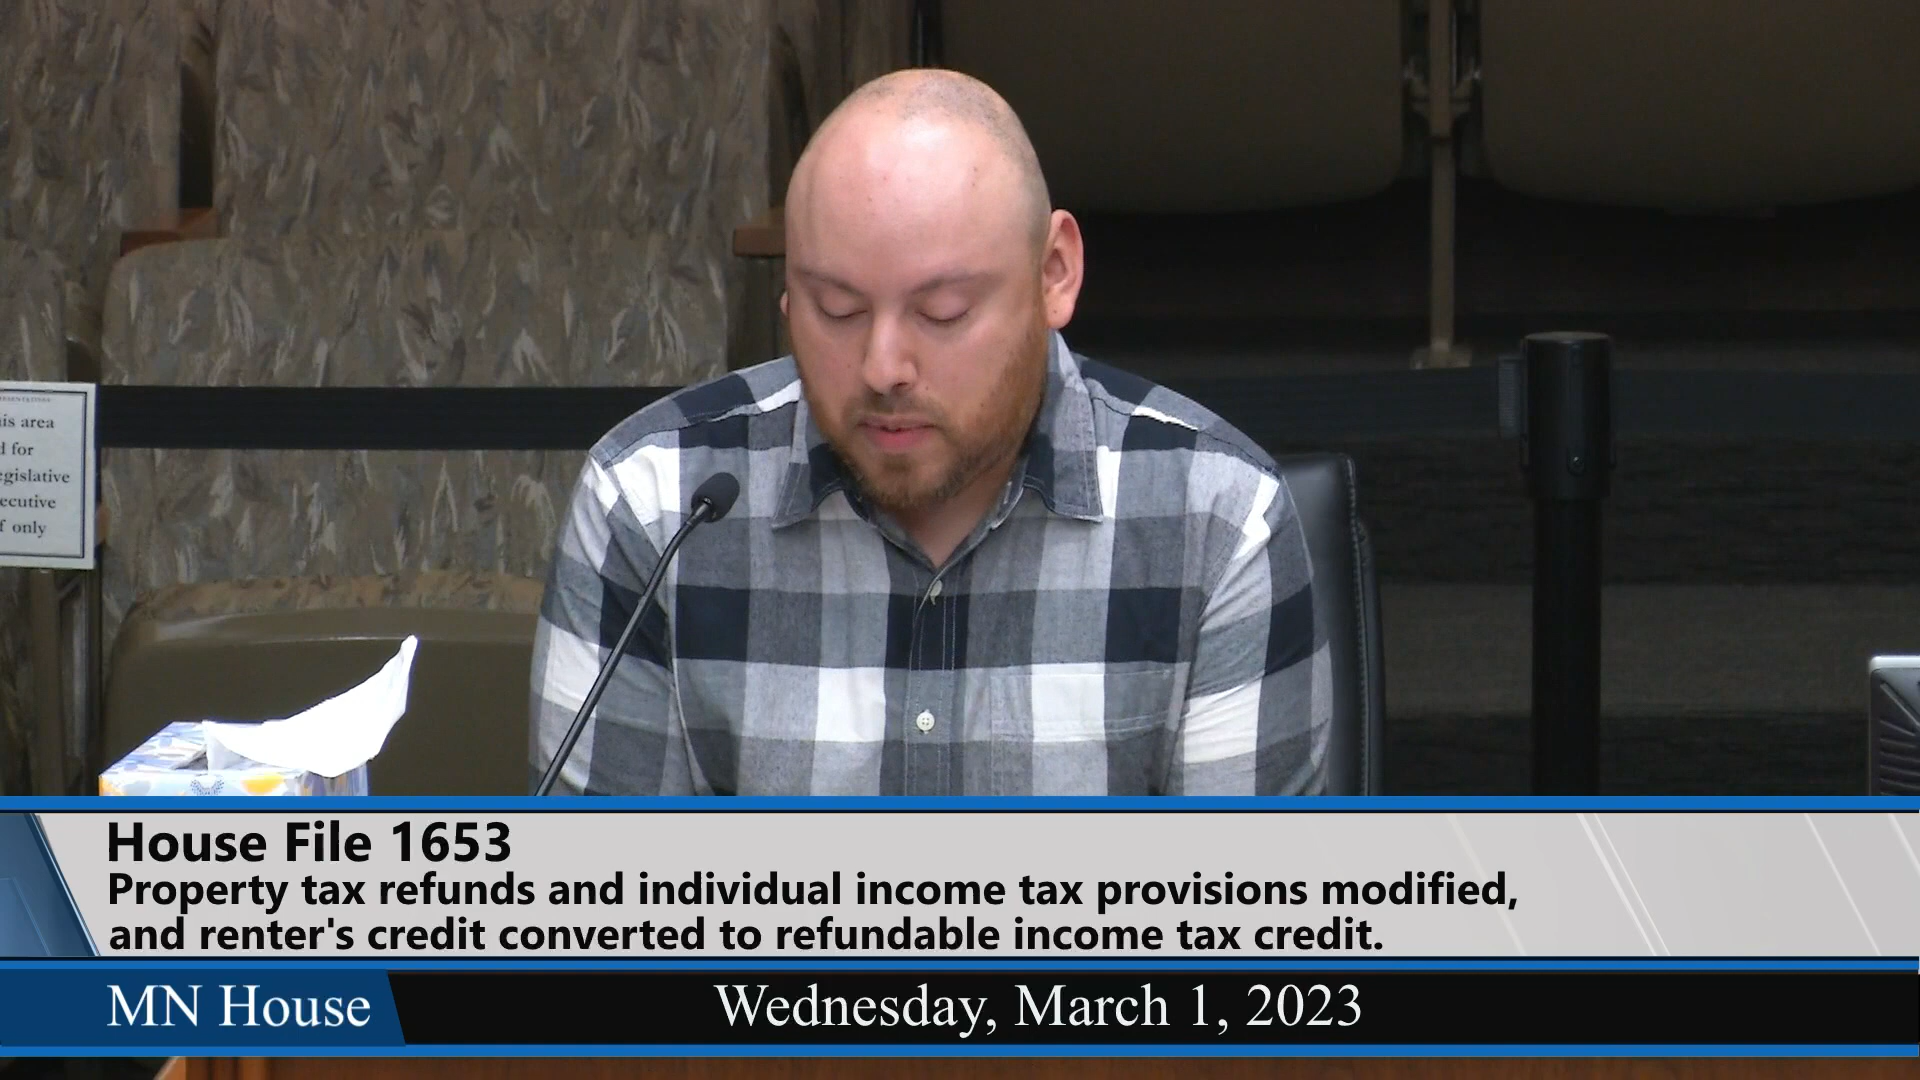 is area
for
ecutive
only
House File 1653
Property tax refunds and individual income tax provisions modified,
and renter's credit converted to refundable income tax credit.
MN House
Wednesday, March 1, 2023